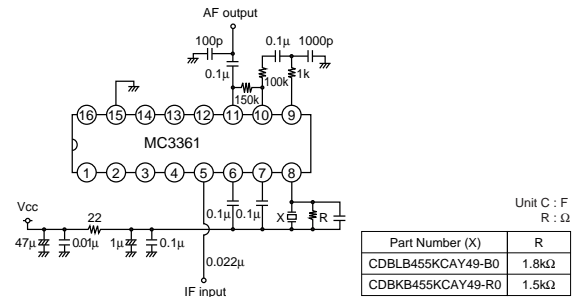 AF output
100p
0.1μ
1000p
0.1μ
100k
1k
150k
16 15 14 13 12 11 10 9
MC3361
1 2 3 4 5 6 7 8
Vcc
22
0.1μ 0.1μ
X
R
47μ
0.01μ
1μ
0.1μ
0.022μ
IF input
Unit C : F
R : Ω
Part Number (X) R
CDBLB455KCAY49-B0 1.8kΩ
CDBKB455KCAY49-R0 1.5kΩ